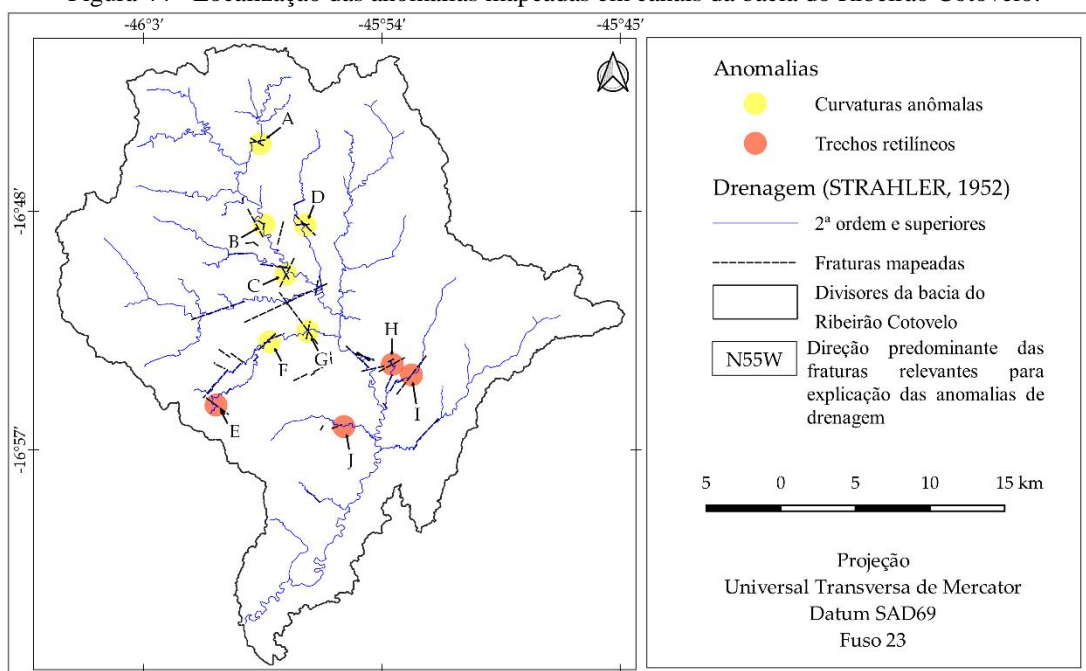 Figura 44 - Localização das anomalias mapeadas em canais da bacia do Ribeirão Cotovelo.
-46°3′
-45°54′
-45°45′
-16°48′
-16°57′
A
B
C
D
E
F
G
H
I
J
Anomalias
Curvaturas anômalas
Trechos retilíneos
Drenagem (STRAHLER, 1952)
2ª ordem e superiores
Fraturas mapeadas
Divisores da bacia do
Ribeirão Cotovelo
N55W
Direção predominante das
fraturas relevantes para
explicação das anomalias de
drenagem
5 0 5 10 15 km
Projeção
Universal Transversa de Mercator
Datum SAD69
Fuso 23